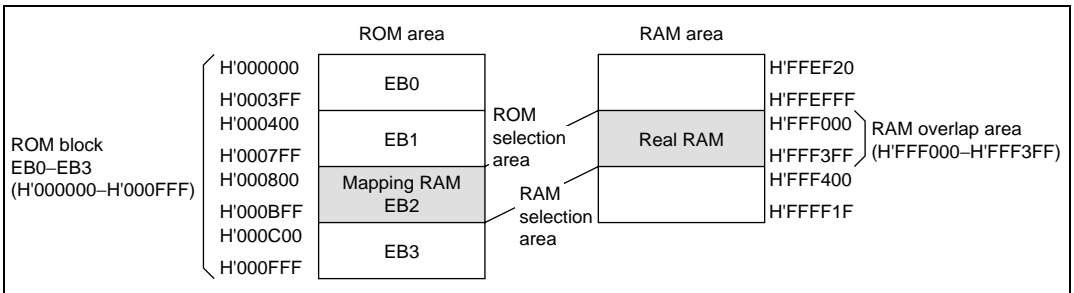 ROM area
RAM area
H'000000
EB0
H'0003FF
H'000400
EB1
H'0007FF
H'000800
Mapping RAM
EB2
H'000BFF
H'000C00
EB3
H'000FFF
ROM block
EB0–EB3
(H'000000–H'000FFF)
ROM
selection
area
RAM
selection
area
H'FFEF20
H'FFEFFF
H'FFF000
Real RAM
H'FFF3FF
H'FFF400
H'FFFF1F
RAM overlap area
(H'FFF000–H'FFF3FF)